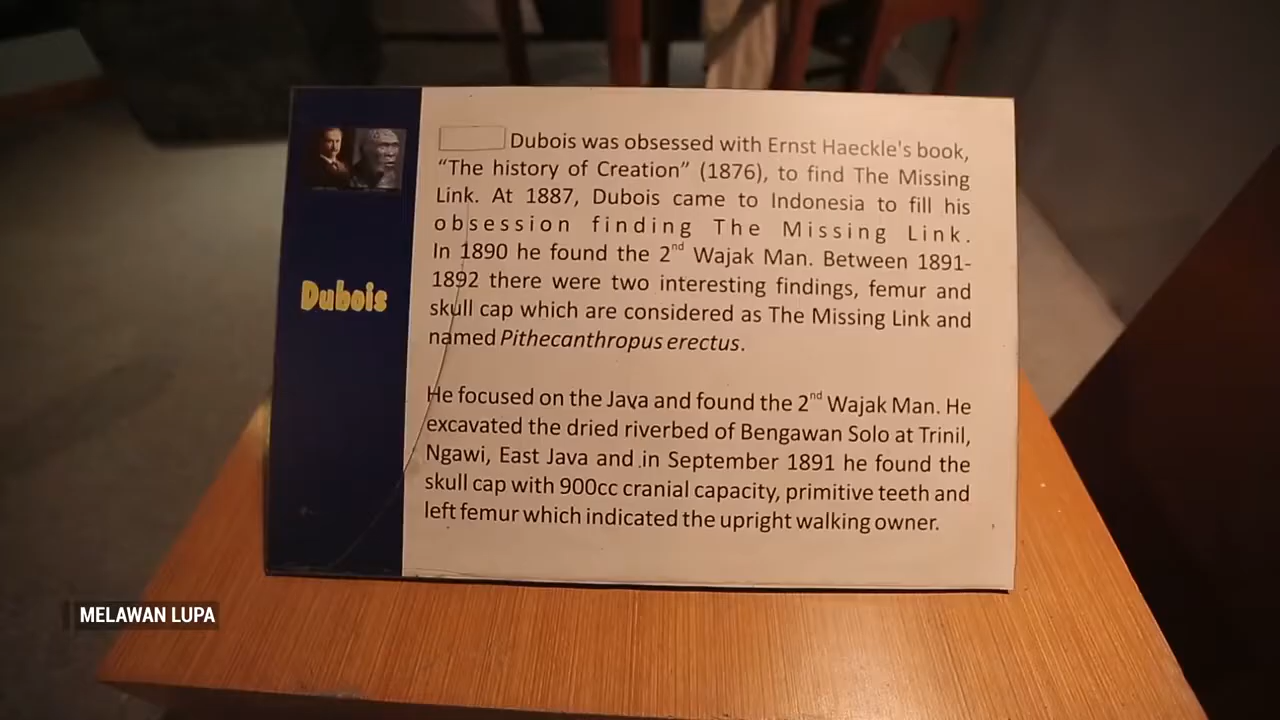 Dubois
Dubois was obsessed with Ernst Haeckle's book,
“The history of Creation” (1876), to find The Missing
Link. At 1887, Dubois came to Indonesia to fill his
obsession finding The Missing Link.
In 1890 he found the 2nd Wajak Man. Between 1891-
1892 there were two interesting findings, femur and
skull cap which are considered as The Missing Link and
named Pithecanthropus erectus.
He focused on the Java and found the 2nd Wajak Man. He
excavated the dried riverbed of Bengawan Solo at Trinil,
Ngawi, East Java and in September 1891 he found the
skull cap with 900cc cranial capacity, primitive teeth and
left femur which indicated the upright walking owner.
MELAWAN LUPA